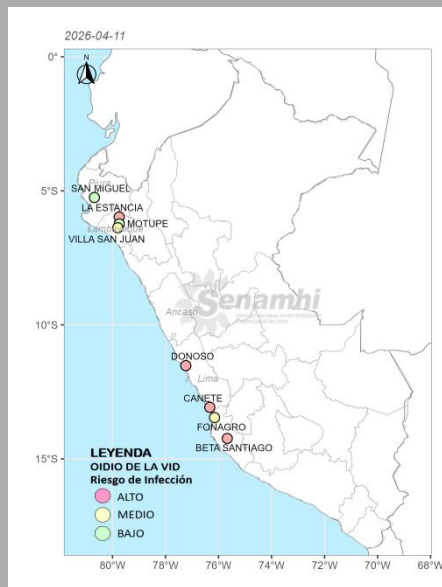 2026-04-11
N
0°
Piura
SAN MIGUEL
5°S
LA ESTANCIA
MOTUPE
Lambayeque
VILLA SAN JUAN
Senamhi
10°S
Ancash
DONOSO
Lima
CANETE
FONAGRO
BETA SANTIAGO
LEYENDA
OIDIO DE LA VID
Riesgo de Infección
ALTO
MEDIO
BAJO
15°S
80°W 78°W 76°W 74°W 72°W 70°W 68°W